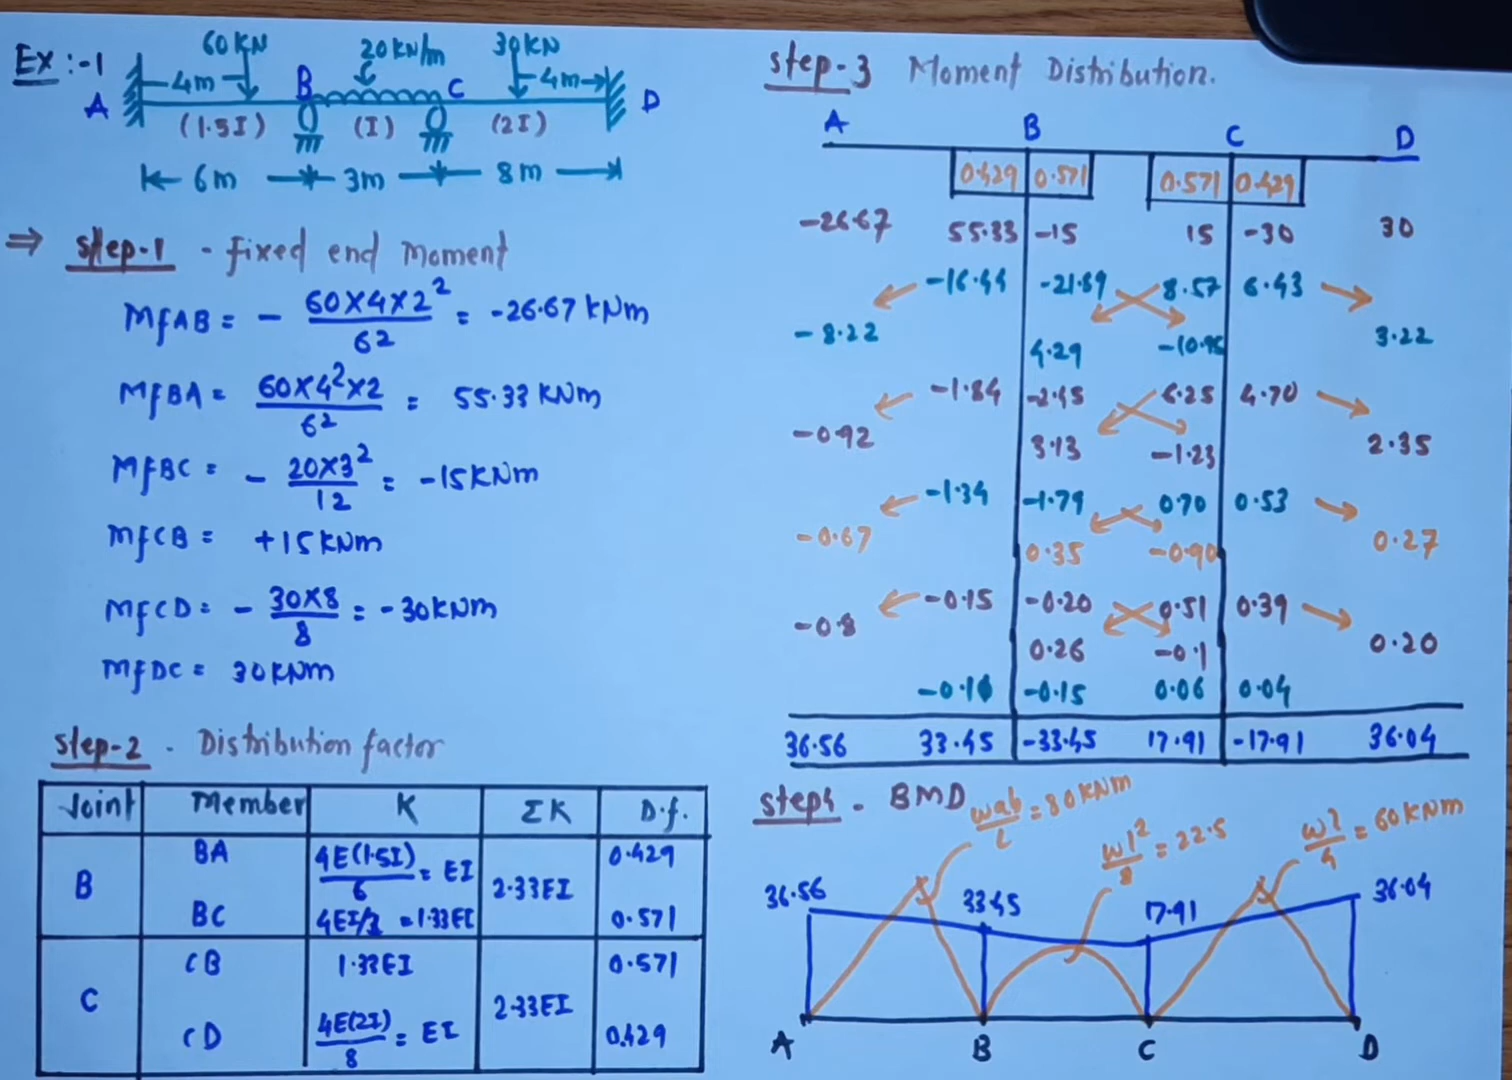 Ex :-1
60 KN 20 KN/m 30 KN
4m B C 4m
A (1.5I) (I) (2I) D
6m 3m 8m
⇒ step-1 - fixed end Moment
MfAB = - 60x4x2² / 6² = -26.67 kNm
MfBA = 60x4²x2 / 6² = 55.33 KNm
MfBC = - 20x3² / 12 = -15KNm
MfCB = +15KNm
MfCD = - 30x8 / 8 = -30KNm
MfDC = 30KNm
step-2 - Distribution factor
Joint Member K ΣK D.f.
B BA 4E(1.5I) / 6 = EI 2.33EI 0.429
BC 4EI/3 = 1.33EI 0.571
C CB 1.33EI 2.33EI 0.571
CD 4E(2I) / 8 = EI 0.429
step-3 Moment Distribution.
A B C D
0.429 0.571 0.571 0.429
-26.67 55.33 -15 15 -30 30
-16.44 -21.89 8.57 6.43
-8.22 4.29 -10.95 3.22
-1.84 -2.45 6.25 4.70
-0.92 3.13 -1.23 2.35
-1.34 -1.79 0.70 0.53
-0.67 0.35 -0.90 0.27
-0.15 -0.20 0.51 0.39
-0.8 0.26 -0.1 0.20
-0.10 -0.15 0.06 0.04
36.56 33.45 -33.45 17.91 -17.91 36.04
step4 - BMD
wab / L = 80KNm
wl² / 8 = 22.5
wl / 4 = 60KNm
36.56 33.45 17.91 36.04
A B C D